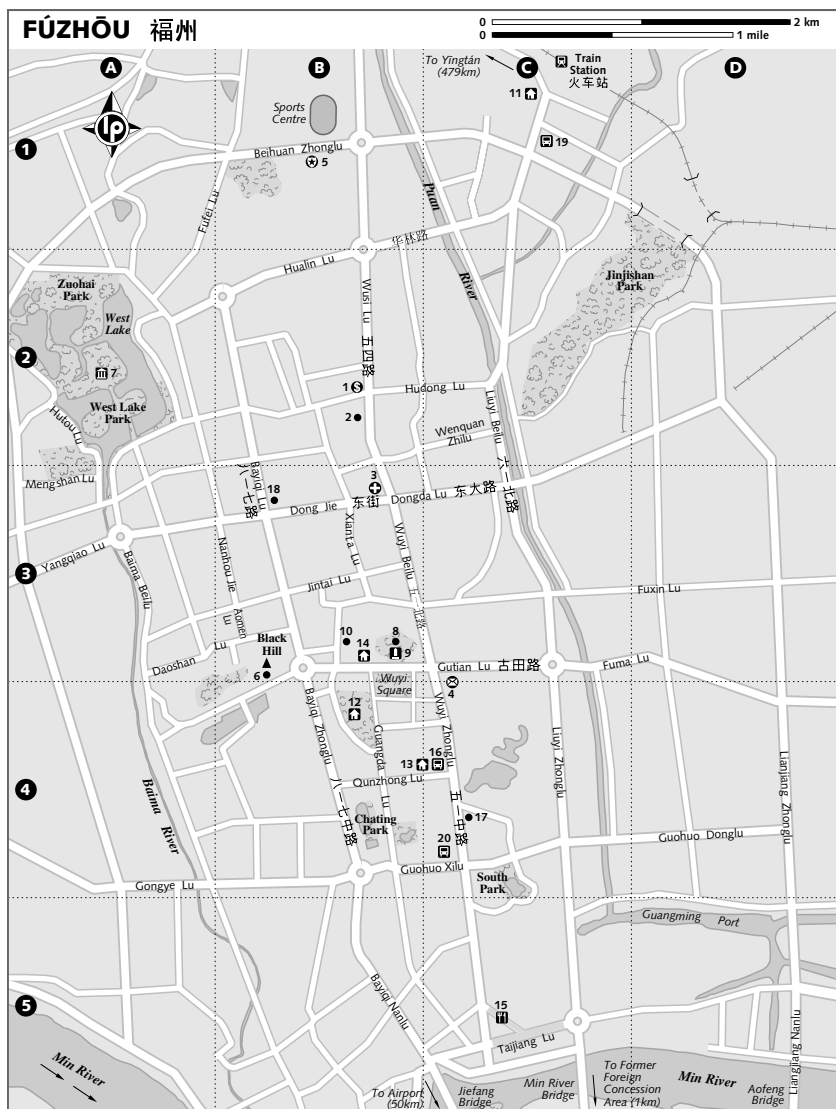 FÚZHŌU 福州
0 2 km
0 1 mile
A
B
C
D
To Yīngtán
(479km)
Train
Station
火车站
11
lp
Sports
Centre
1
19
Beihuan Zhonglu
5
Fufei Lu
Puan
River
华林路
Hualin Lu
Zuohai
Park
West
Lake
Jinjishan
Park
Wusi Lu
五四路
2
7
1
Hudong Lu
West Lake
Park
2
Hutou Lu
Liuyi Beilu
六一北路
Wenquan
Zhilu
Mengshan Lu
Bayiqi Lu
八一七路
3
18
东街
Dongda Lu
东大路
Dong Jie
Xianta Lu
Wuyi Beilu
五一北路
Yangqiao Lu
Baima Beilu
Nanhou Jie
3
Jintai Lu
Fuxin Lu
Aomen
Lu
Daoshan Lu
Black
Hill
10
14
8
9
6
Gutian Lu 古田路
Fuma Lu
Wuyi
Square
4
12
Bayiqi Zhonglu
八一七中路
Guangda
Lu
Wuyi Zhonglu
五一中路
Liuyi Zhonglu
Lianjiang Zhonglu
13
16
4
Qunzhong Lu
Baima
River
Chating
Park
17
20
Guohuo Donglu
Guohuo Xilu
South
Park
Gongye Lu
Guangming Port
Bayiqi Nanlu
5
15
Taijiang Lu
Liangjiang Nanlu
Min River
To Airport
(50km)
Jiefang
Bridge
Min River
Bridge
To Former
Foreign
Concession
Area (1km)
Min River
Aofeng
Bridge